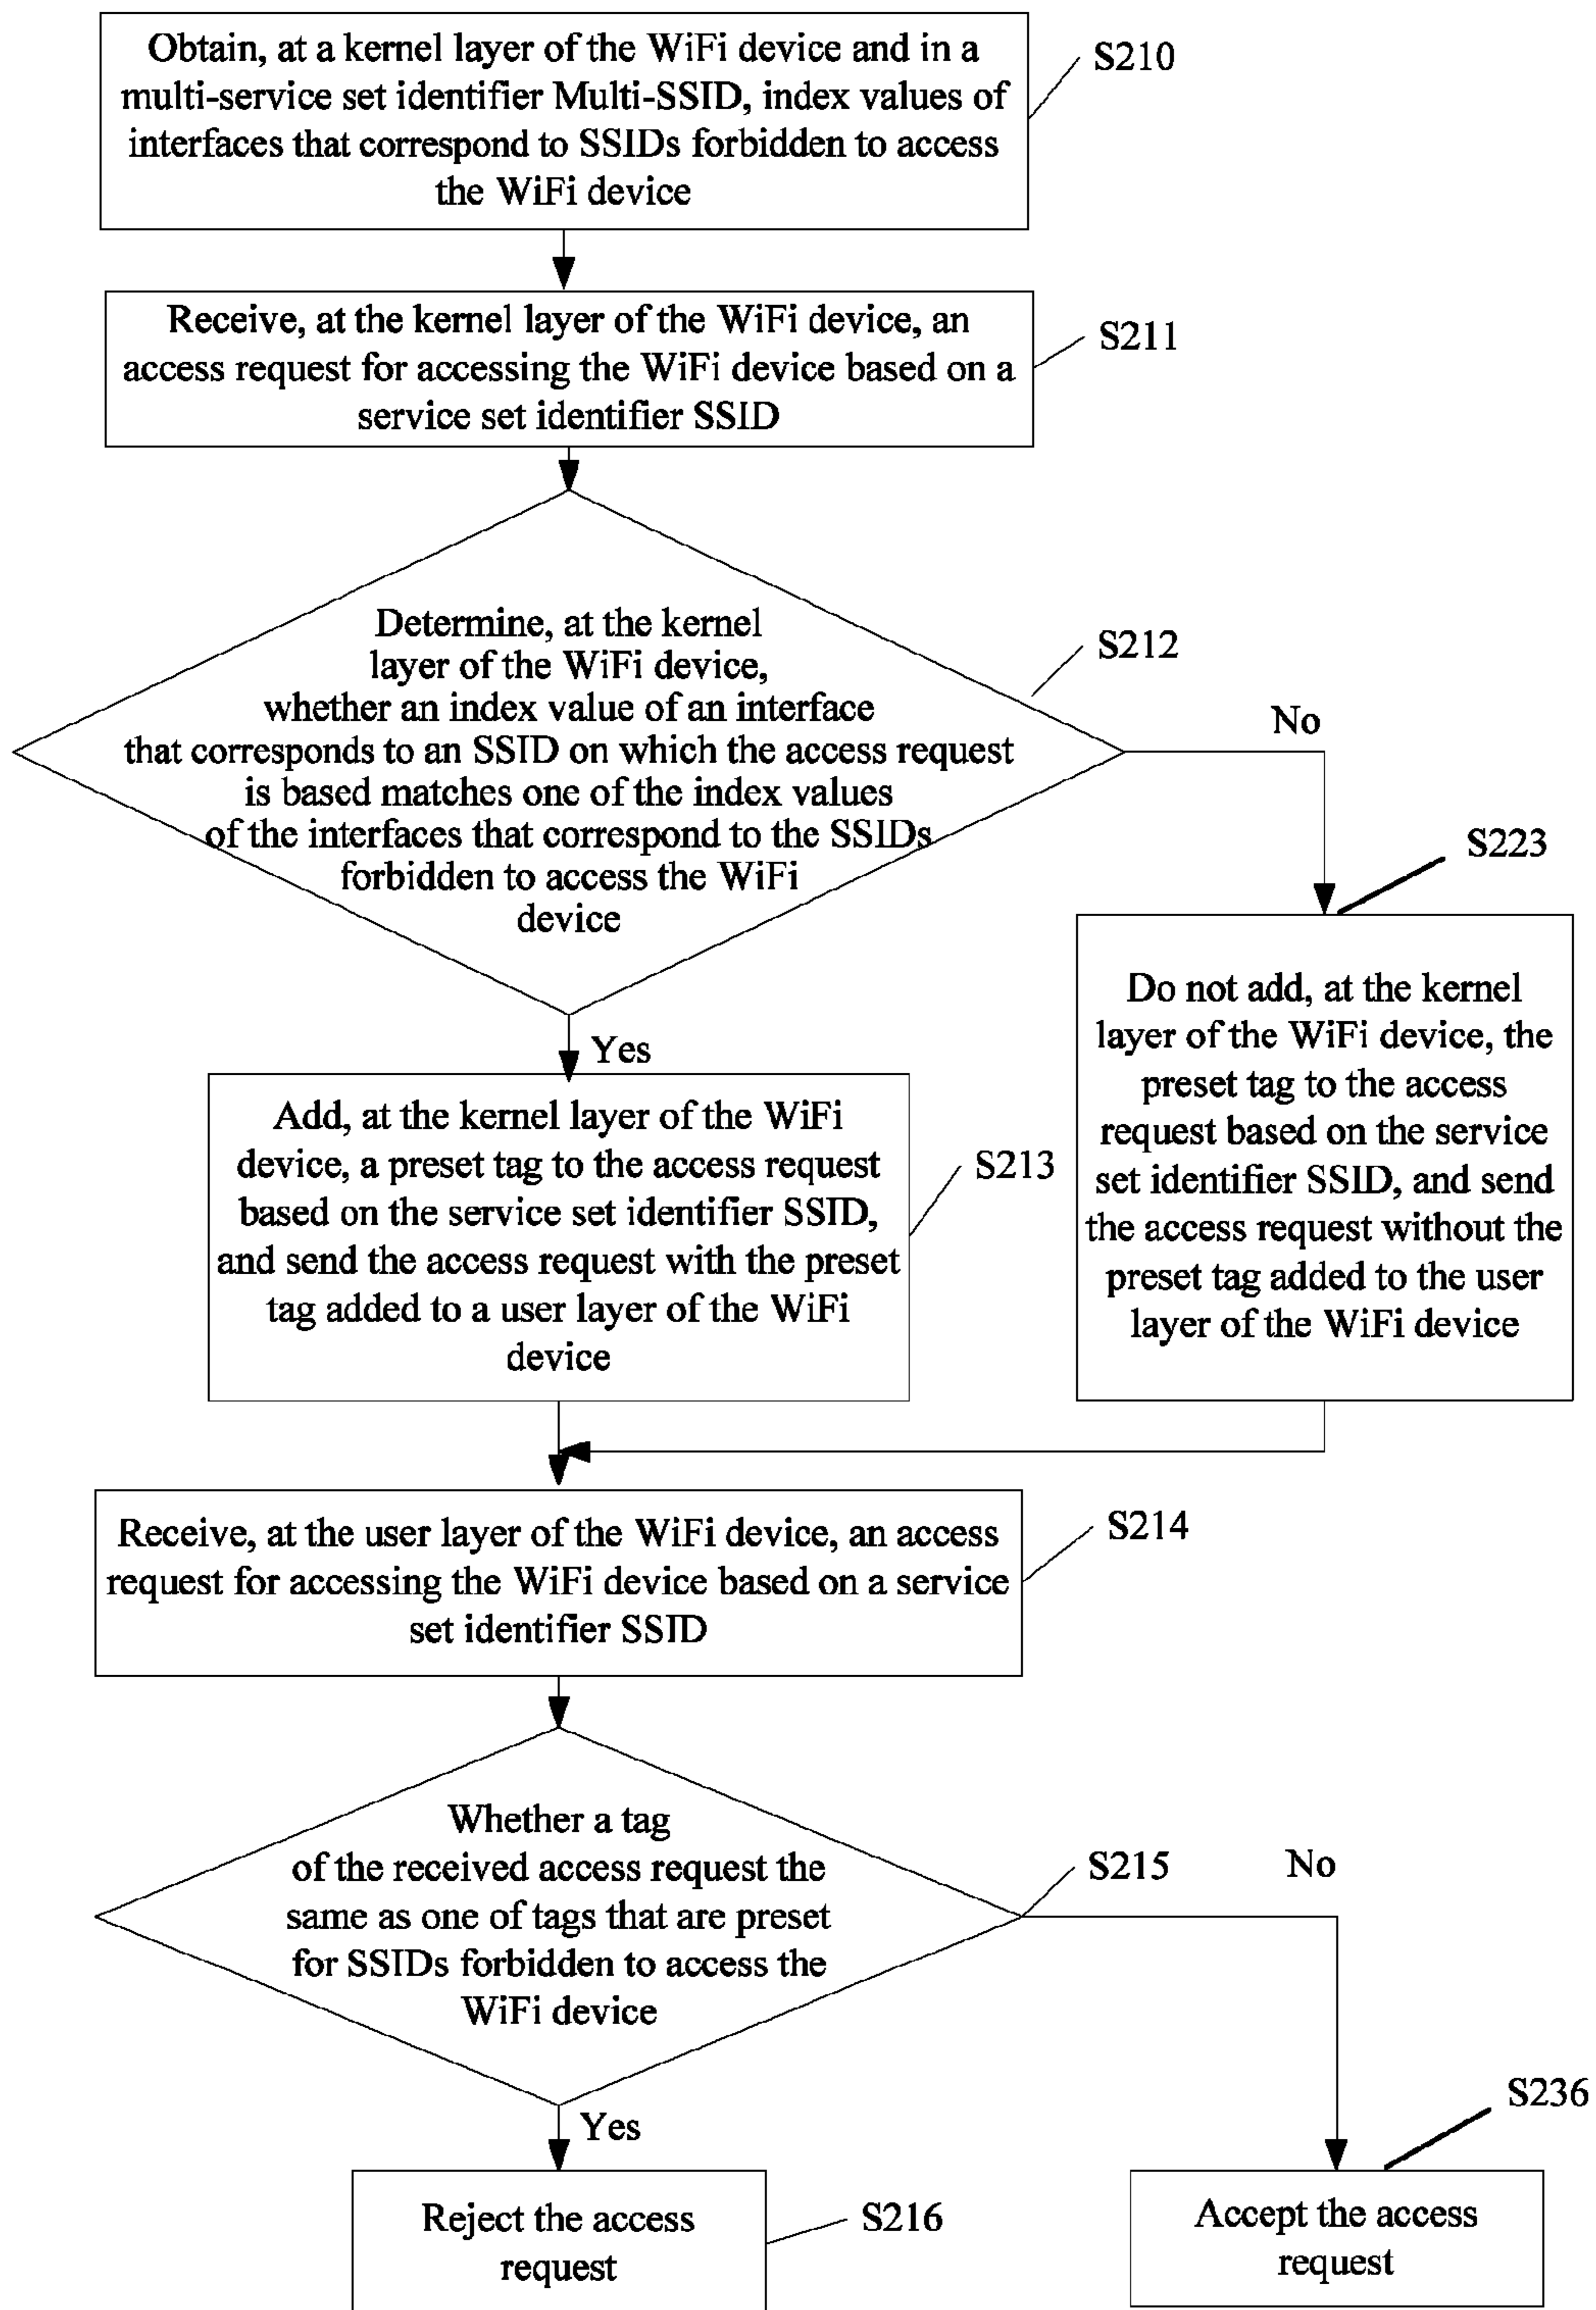 Obtain, at a kernel layer of the WiFi device and in a
multi-service set identifier Multi-SSID, index values of
interfaces that correspond to SSIDs forbidden to access
the WiFi device
S210
Receive, at the kernel layer of the WiFi device, an
access request for accessing the WiFi device based on a
service set identifier SSID
S211
Determine, at the kernel
layer of the WiFi device,
whether an index value of an interface
that corresponds to an SSID on which the access request
is based matches one of the index values
of the interfaces that correspond to the SSIDs
forbidden to access the WiFi
device
S212
No
Yes
S223
Do not add, at the kernel
layer of the WiFi device, the
preset tag to the access
request based on the service
set identifier SSID, and send
the access request without the
preset tag added to the user
layer of the WiFi device
Add, at the kernel layer of the WiFi
device, a preset tag to the access request
based on the service set identifier SSID,
and send the access request with the preset
tag added to a user layer of the WiFi
device
S213
Receive, at the user layer of the WiFi device, an access
request for accessing the WiFi device based on a service
set identifier SSID
S214
Whether a tag
of the received access request the
same as one of tags that are preset
for SSIDs forbidden to access the
WiFi device
S215
No
Yes
S236
Reject the access
request
S216
Accept the access
request